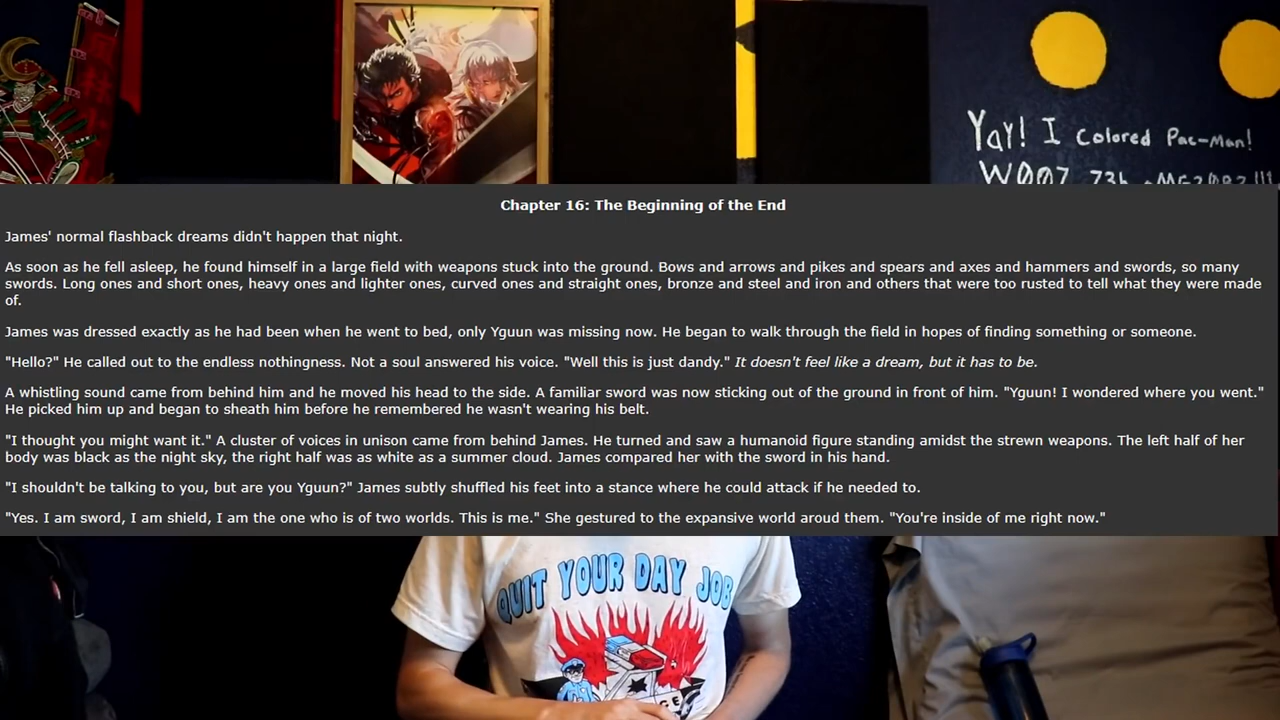 Yay! I Colored Pac-Man!
Chapter 16: The Beginning of the End
James' normal flashback dreams didn't happen that night.
As soon as he fell asleep, he found himself in a large field with weapons stuck into the ground. Bows and arrows and pikes and spears and axes and hammers and swords, so many
swords. Long ones and short ones, heavy ones and lighter ones, curved ones and straight ones, bronze and steel and iron and others that were too rusted to tell what they were made
of.
James was dressed exactly as he had been when he went to bed, only Yguun was missing now. He began to walk through the field in hopes of finding something or someone.
"Hello?" He called out to the endless nothingness. Not a soul answered his voice. "Well this is just dandy." It doesn't feel like a dream, but it has to be.
A whistling sound came from behind him and he moved his head to the side. A familiar sword was now sticking out of the ground in front of him. "Yguun! I wondered where you went."
He picked him up and began to sheath him before he remembered he wasn't wearing his belt.
"I thought you might want it." A cluster of voices in unison came from behind James. He turned and saw a humanoid figure standing amidst the strewn weapons. The left half of her
body was black as the night sky, the right half was as white as a summer cloud. James compared her with the sword in his hand.
"I shouldn't be talking to you, but are you Yguun?" James subtly shuffled his feet into a stance where he could attack if he needed to.
"Yes. I am sword, I am shield, I am the one who is of two worlds. This is me." She gestured to the expansive world aroud them. "You're inside of me right now."
QUIT YOUR DAY JOB